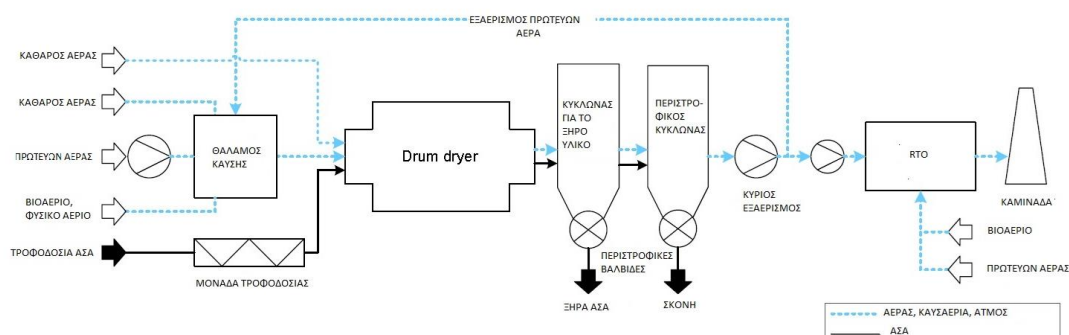 ΕΞΑΕΡΙΣΜΟΣ ΠΡΩΤΕΥΩΝ
ΑΕΡΑ
ΚΑΘΑΡΟΣ ΑΕΡΑΣ
ΚΑΘΑΡΟΣ ΑΕΡΑΣ
ΠΡΩΤΕΥΩΝ ΑΕΡΑΣ
ΒΙΟΑΕΡΙΟ,
ΦΥΣΙΚΟ ΑΕΡΙΟ
ΤΡΟΦΟΔΟΣΙΑ ΑΣΑ
ΘΑΛΑΜΟΣ
ΚΑΥΣΗΣ
ΜΟΝΑΔΑ ΤΡΟΦΟΔΟΣΙΑΣ
Drum dryer
ΚΥΚΛΩΝΑΣ
ΓΙΑ ΤΟ
ΞΗΡΟ
ΥΛΙΚΟ
ΠΕΡΙΣΤΡΟ-
ΦΙΚΟΣ
ΚΥΚΛΩΝΑΣ
ΠΕΡΙΣΤΡΟΦΙΚΕΣ
ΒΑΛΒΙΔΕΣ
ΞΗΡΑ ΑΣΑ
ΣΚΟΝΗ
ΚΥΡΙΟΣ
ΕΞΑΕΡΙΣΜΟΣ
RTO
ΚΑΜΙΝΑΔΑ
ΒΙΟΑΕΡΙΟ
ΠΡΩΤΕΥΩΝ ΑΕΡΑΣ
ΑΕΡΑΣ, ΚΑΥΣΑΕΡΙΑ, ΑΤΜΟΣ
ΑΣΑ